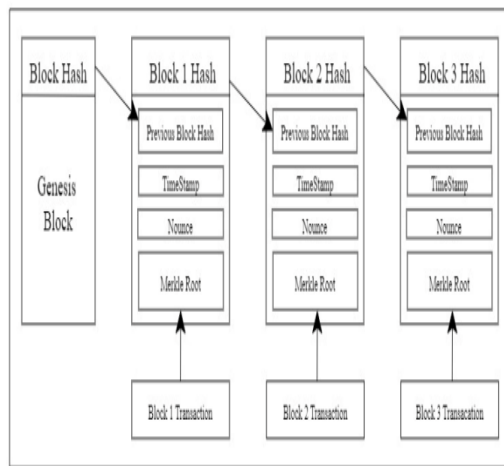 Block Hash
Genesis
Block
Block 1 Hash
Previous Block Hash
TimeStamp
Nounce
Merkle Root
Block 1 Transaction
Block 2 Hash
Previous Block Hash
TimeStamp
Nounce
Merkle Root
Block 2 Transaction
Block 3 Hash
Previous Block Hash
TimeStamp
Nounce
Merkle Root
Block 3 Transacation